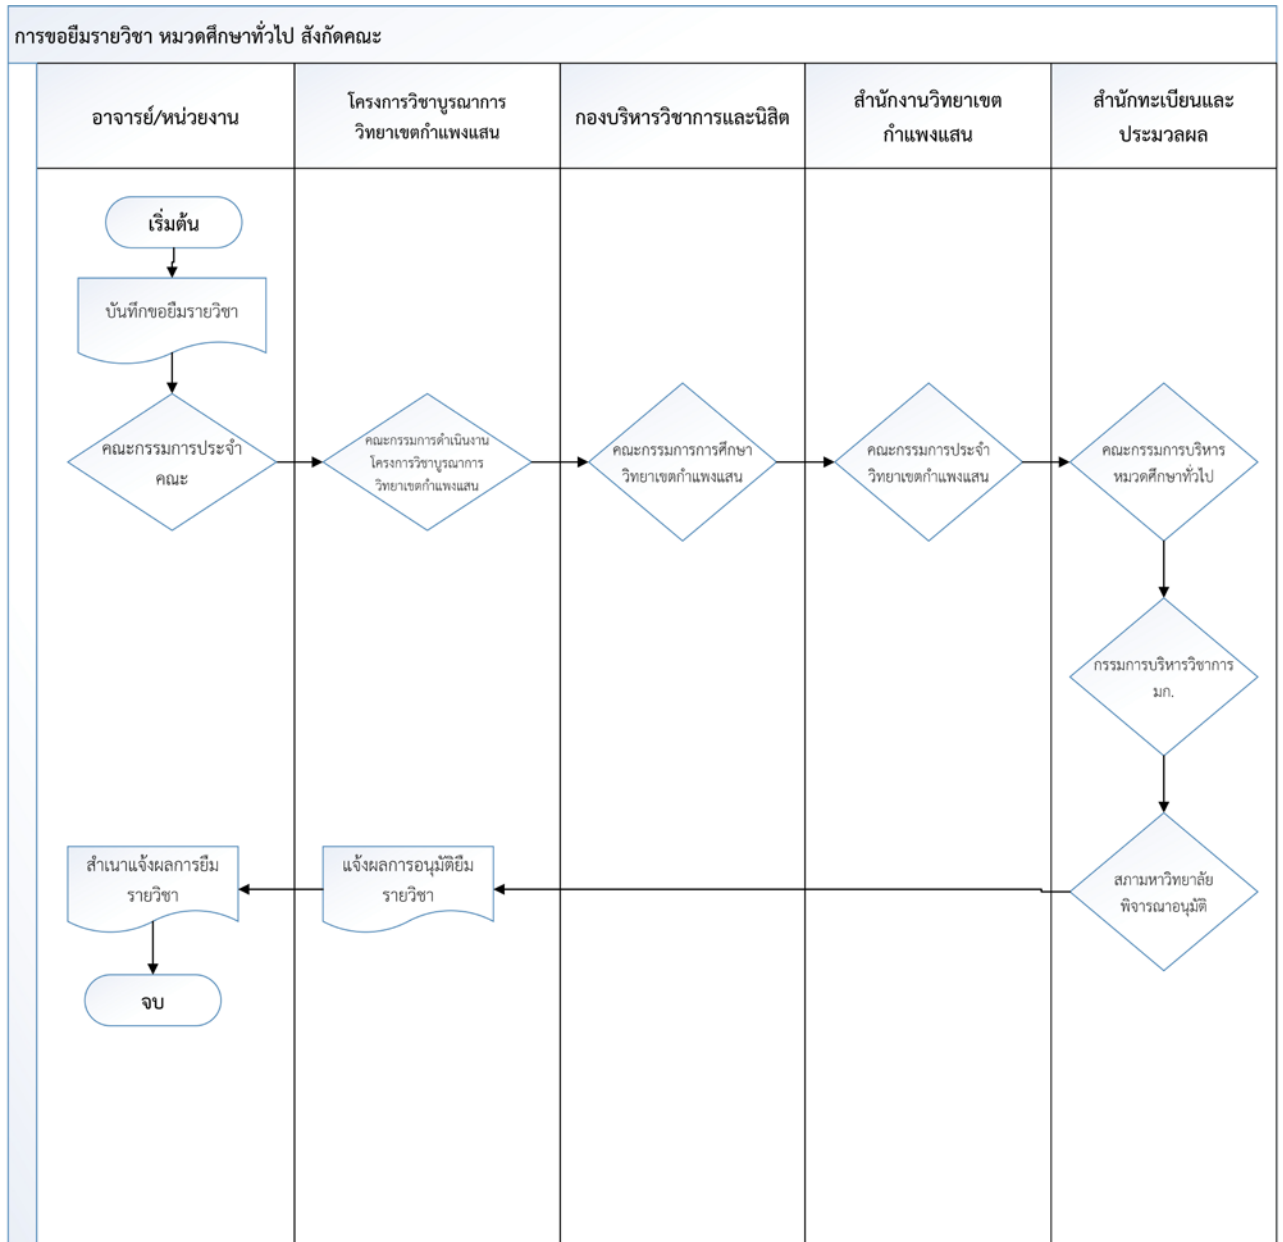 การขอยืมรายวิชา หมวดศึกษาทั่วไป สังกัดคณะ
อาจารย์/หน่วยงาน
โครงการวิชาบูรณาการ
วิทยาเขตกำแพงแสน
กองบริหารวิชาการและนิสิต
สำนักงานวิทยาเขต
กำแพงแสน
สำนักทะเบียนและ
ประมวลผล
เริ่มต้น
บันทึกขอยืมรายวิชา
คณะกรรมการประจำ
คณะ
คณะกรรมการดำเนินงาน
โครงการวิชาบูรณาการ
วิทยาเขตกำแพงแสน
คณะกรรมการการศึกษา
วิทยาเขตกำแพงแสน
คณะกรรมการประจำ
วิทยาเขตกำแพงแสน
คณะกรรมการบริหาร
หมวดศึกษาทั่วไป
กรรมการบริหารวิชาการ
มก.
สภามหาวิทยาลัย
พิจารณาอนุมัติ
แจ้งผลการอนุมัติยืม
รายวิชา
สำเนาแจ้งผลการยืม
รายวิชา
จบ